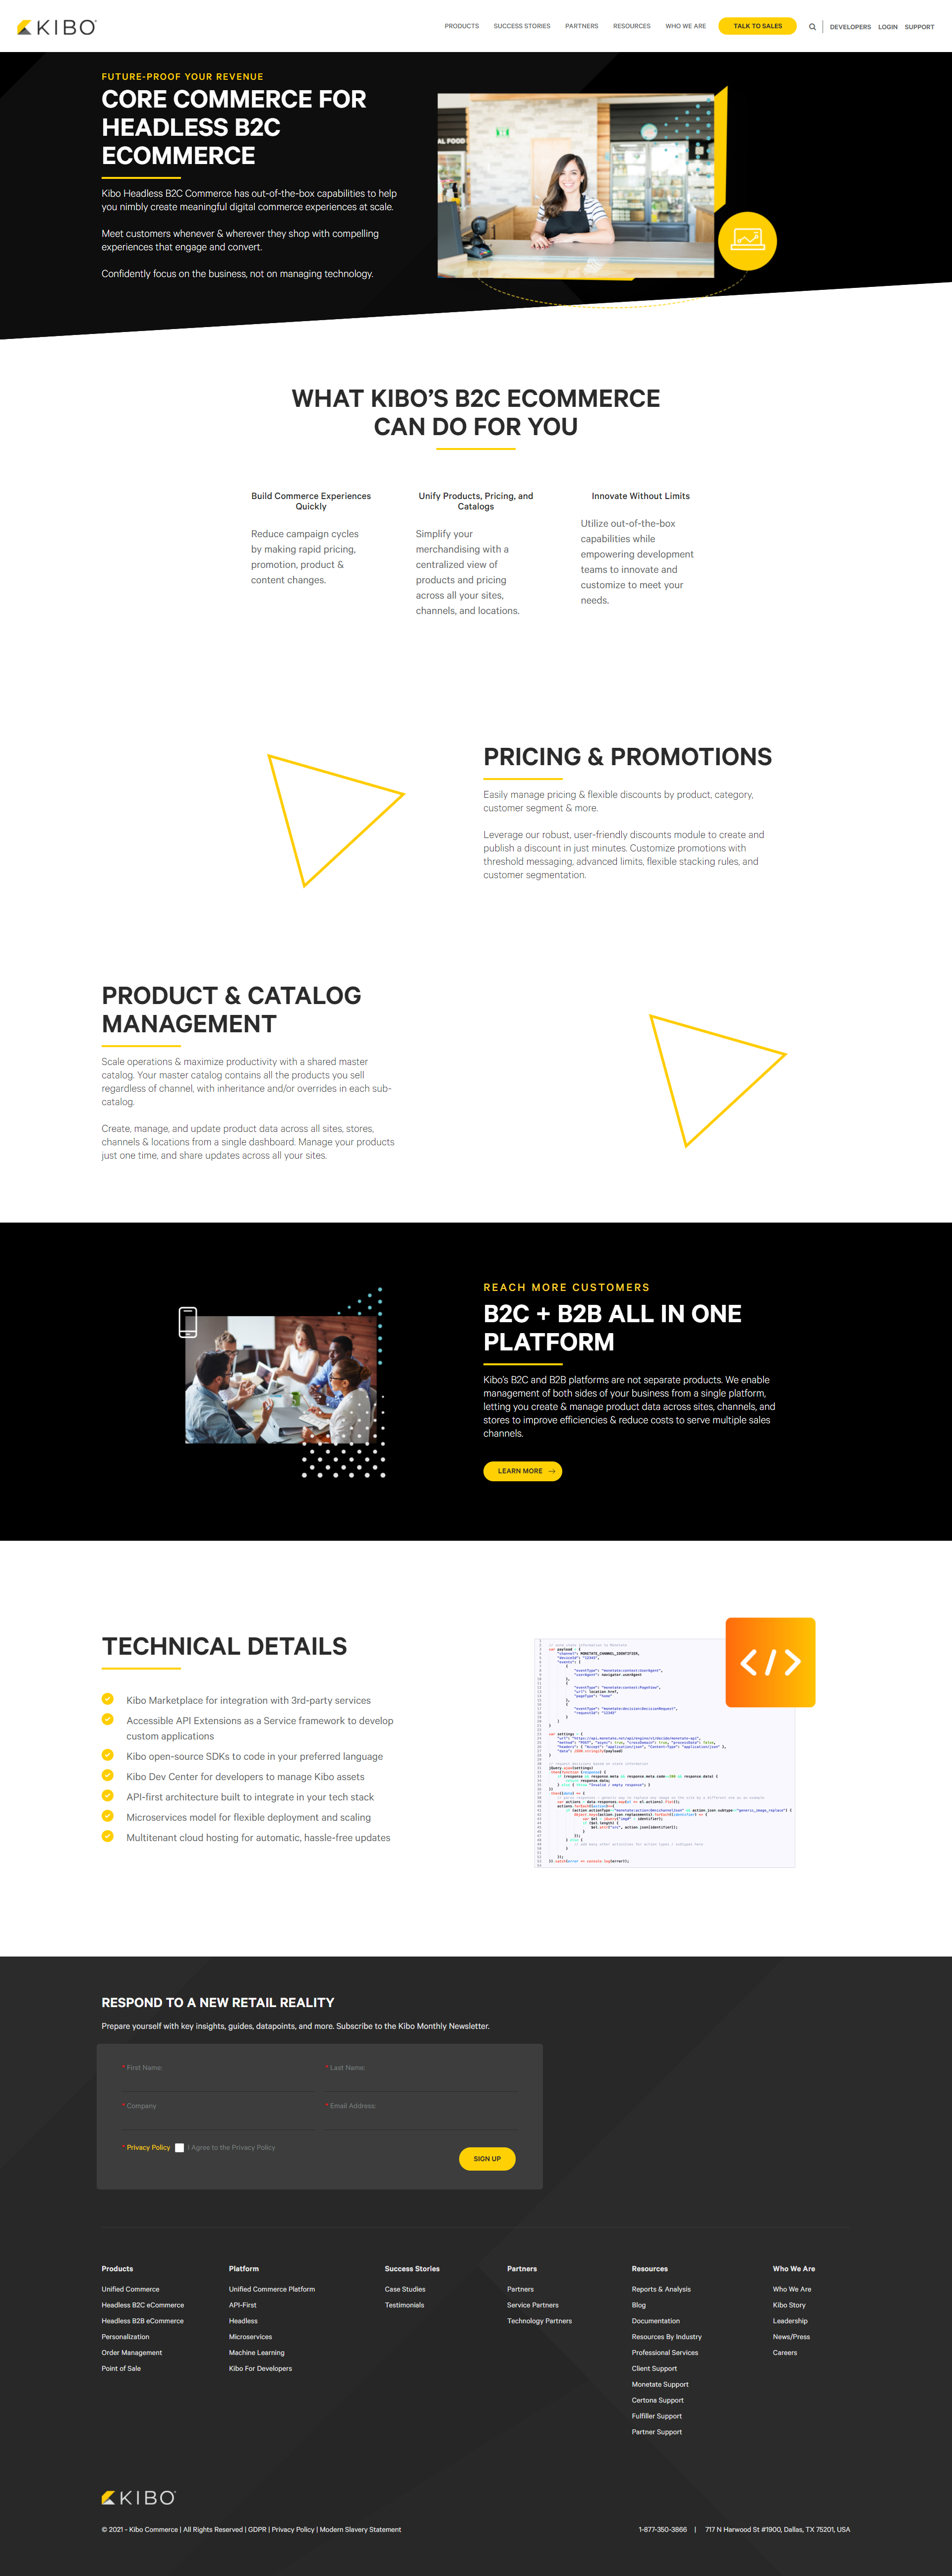 KIBO
PRODUCTS
SUCCESS STORIES
PARTNERS
RESOURCES
WHO WE ARE
TALK TO SALES
DEVELOPERS
LOGIN
SUPPORT
FUTURE-PROOF YOUR REVENUE
CORE COMMERCE FOR
HEADLESS B2C
ECOMMERCE
Kibo Headless B2C Commerce has out-of-the-box capabilities to help
you nimbly create meaningful digital commerce experiences at scale.
Meet customers whenever & wherever they shop with compelling
experiences that engage and convert.
Confidently focus on the business, not on managing technology.
WHAT KIBO'S B2C ECOMMERCE
CAN DO FOR YOU
Build Commerce Experiences
Quickly
Reduce campaign cycles
by making rapid pricing,
promotion, product &
content changes.
Unify Products, Pricing, and
Catalogs
Simplify your
merchandising with a
centralized view of
products and pricing
across all your sites,
channels, and locations.
Innovate Without Limits
Utilize out-of-the-box
capabilities while
empowering development
teams to innovate and
customize to meet your
needs.
PRICING & PROMOTIONS
Easily manage pricing & flexible discounts by product, category,
customer segment & more.
Leverage our robust, user-friendly discounts module to create and
publish a discount in just minutes. Customize promotions with
threshold messaging, advanced limits, flexible stacking rules, and
customer segmentation.
PRODUCT & CATALOG
MANAGEMENT
Scale operations & maximize productivity with a shared master
catalog. Your master catalog contains all the products you sell
regardless of channel, with inheritance and/or overrides in each sub-
catalog.
Create, manage, and update product data across all sites, stores,
channels & locations from a single dashboard. Manage your products
just one time, and share updates across all your sites.
REACH MORE CUSTOMERS
B2C + B2B ALL IN ONE
PLATFORM
Kibo's B2C and B2B platforms are not separate products. We enable
management of both sides of your business from a single platform,
letting you create & manage product data across sites, channels, and
stores to improve efficiencies & reduce costs to serve multiple sales
channels.
LEARN MORE
TECHNICAL DETAILS
Kibo Marketplace for integration with 3rd-party services
Accessible API Extensions as a Service framework to develop
custom applications
Kibo open-source SDKs to code in your preferred language
Kibo Dev Center for developers to manage Kibo assets
API-first architecture built to integrate in your tech stack
Microservices model for flexible deployment and scaling
Multitenant cloud hosting for automatic, hassle-free updates
</>
RESPOND TO A NEW RETAIL REALITY
Prepare yourself with key insights, guides, datapoints, and more. Subscribe to the Kibo Monthly Newsletter.
* First Name:
* Last Name:
* Company
* Email Address:
* Privacy Policy I Agree to the Privacy Policy
SIGN UP
Products
Unified Commerce
Headless B2C eCommerce
Headless B2B eCommerce
Personalization
Order Management
Point of Sale
Platform
Unified Commerce Platform
API-First
Headless
Microservices
Machine Learning
Kibo For Developers
Success Stories
Case Studies
Testimonials
Partners
Partners
Service Partners
Technology Partners
Resources
Reports & Analysis
Blog
Documentation
Resources By Industry
Professional Services
Client Support
Monetate Support
Certona Support
Fulfiller Support
Partner Support
Who We Are
Who We Are
Kibo Story
Leadership
News/Press
Careers
KIBO
© 2021 - Kibo Commerce | All Rights Reserved | GDPR | Privacy Policy | Modern Slavery Statement
1-877-350-3866 | 717 N Harwood St #1900, Dallas, TX 75201, USA